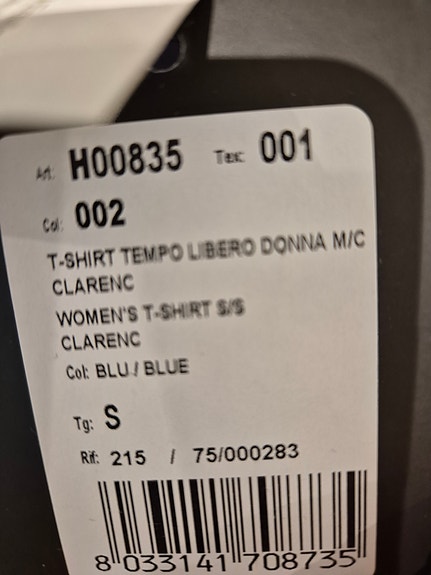 Art: H00835 Tex: 001
Col: 002
T-SHIRT TEMPO LIBERO DONNA M/C
CLARENC
WOMEN'S T-SHIRT S/S
CLARENC
Col: BLU / BLUE
Tg: S
Rif: 215 / 75/000283
8 033141 708735